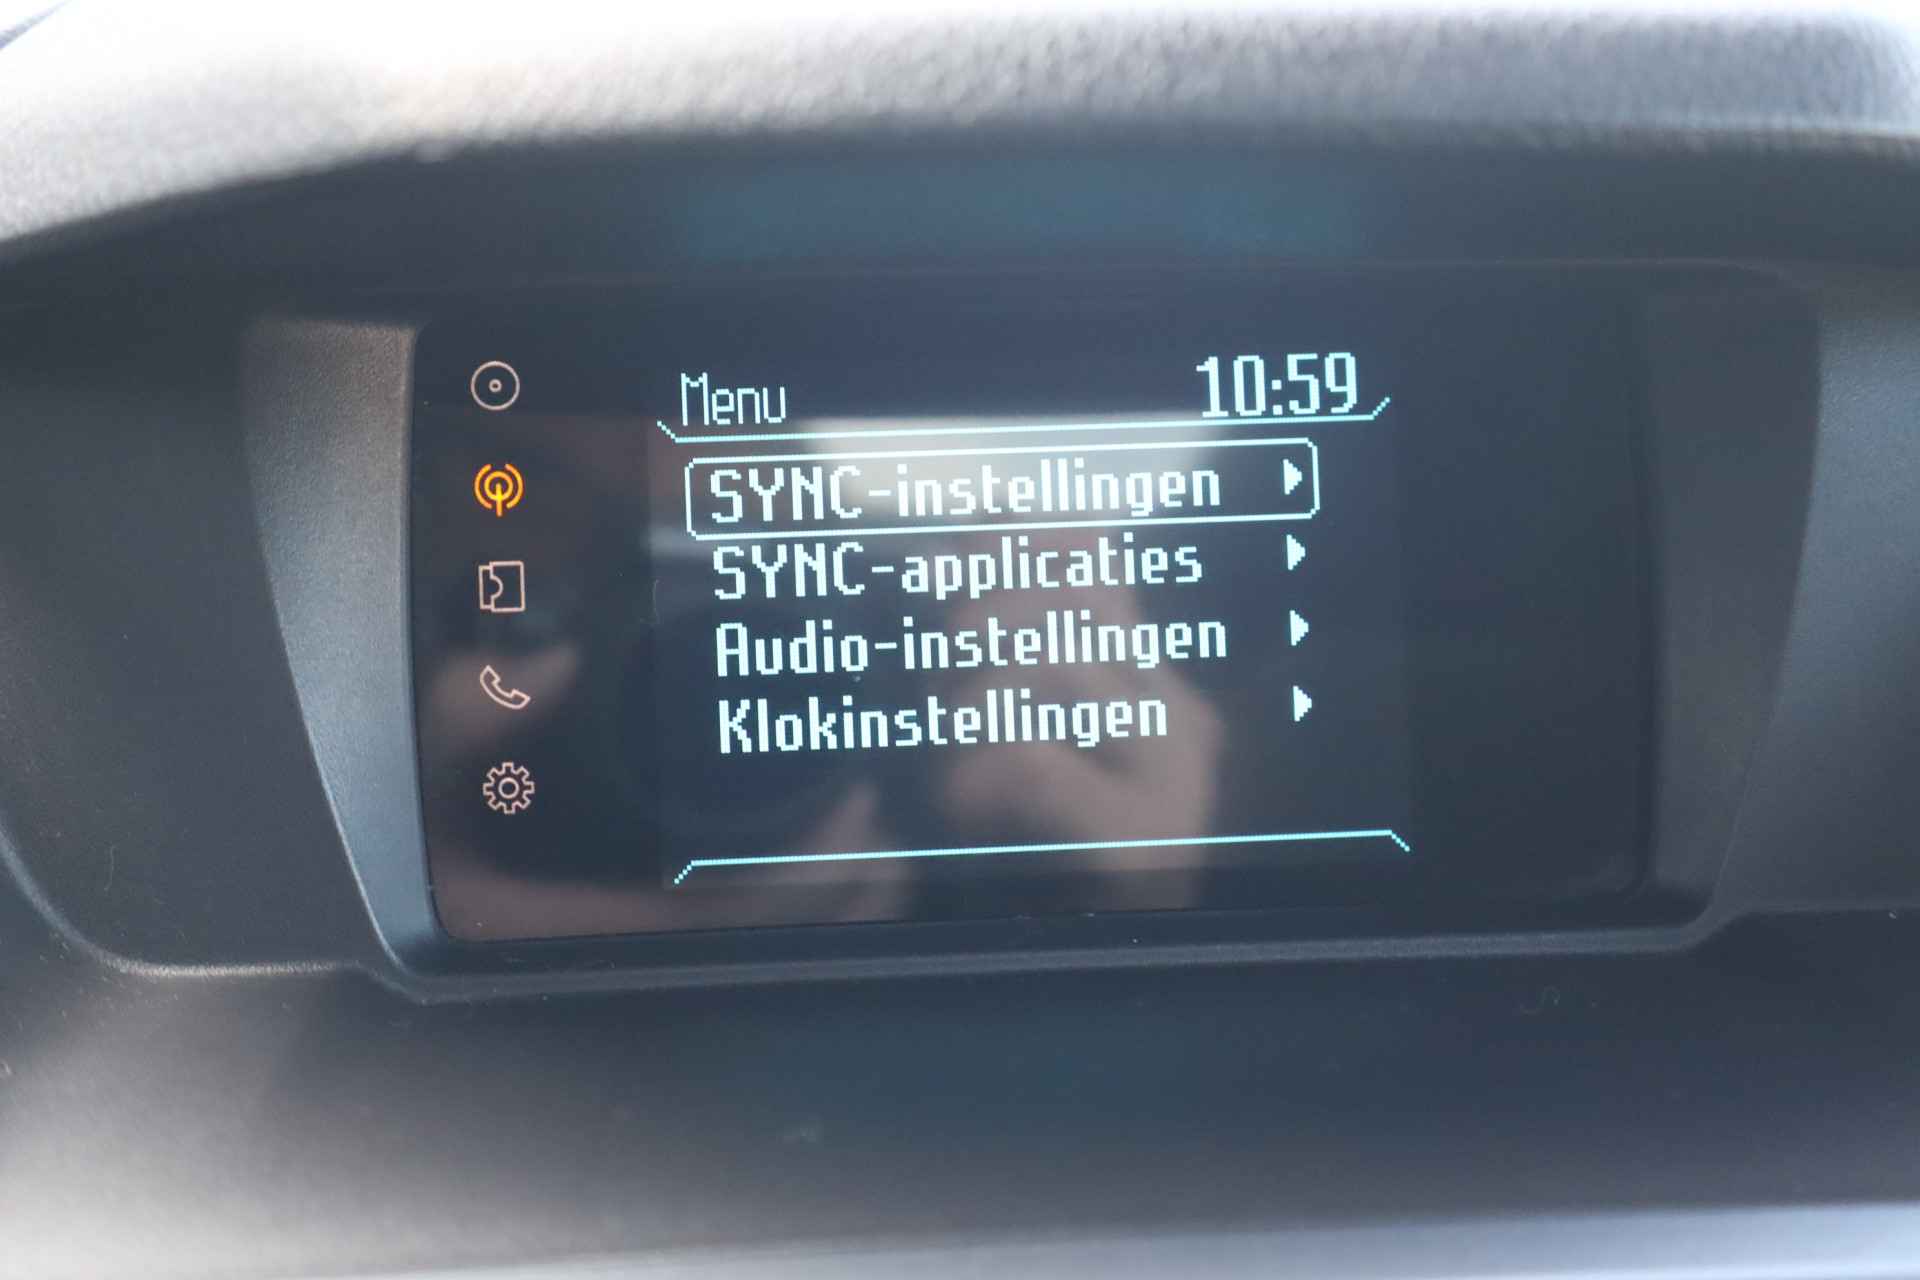 Menu 10:59
SYNC-instellingen
SYNC-applicaties
Audio-instellingen
Klokinstellingen